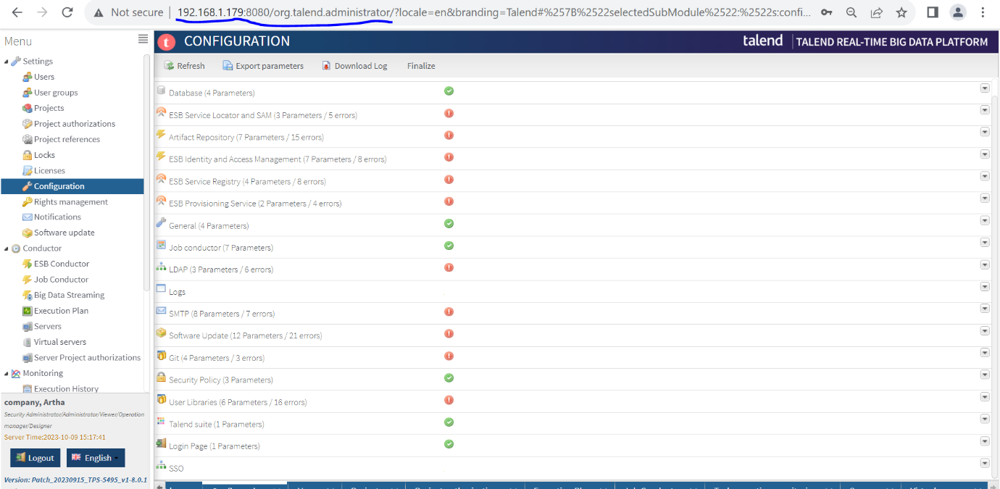 Not secure | 192.168.1.179:8080/org.talend.administrator/?locale=en&branding=Talend#%257B%2522selectedSubModule%2522:%2522s:confi...
Menu
Settings
Users
User groups
Projects
Project authorizations
Project references
Locks
Licenses
Configuration
Rights management
Notifications
Software update
Conductor
ESB Conductor
Job Conductor
Big Data Streaming
Execution Plan
Servers
Virtual servers
Server Project authorizations
Monitoring
Execution History
company, Artha
Security Administrator/Administrator/Viewer/Operation
manager/Designer
Server Time:2023-10-09 15:17:41
Logout
English
Version: Patch_20230915_TPS-5495_v1-8.0.1
t CONFIGURATION
talend | TALEND REAL-TIME BIG DATA PLATFORM
Refresh Export parameters Download Log Finalize
Database (4 Parameters)
ESB Service Locator and SAM (3 Parameters / 5 errors)
Artifact Repository (7 Parameters / 15 errors)
ESB Identity and Access Management (7 Parameters / 8 errors)
ESB Service Registry (4 Parameters / 8 errors)
ESB Provisioning Service (2 Parameters / 4 errors)
General (4 Parameters)
Job conductor (7 Parameters)
LDAP (3 Parameters / 6 errors)
Logs
SMTP (8 Parameters / 7 errors)
Software Update (12 Parameters / 21 errors)
Git (4 Parameters / 3 errors)
Security Policy (3 Parameters)
User Libraries (6 Parameters / 16 errors)
Talend suite (1 Parameters)
Login Page (1 Parameters)
SSO